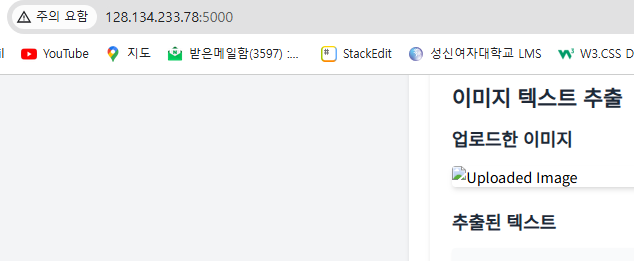 주의 요함 128.134.233.78:5000
il YouTube 지도 받은메일함(3597) :... StackEdit 성신여자대학교 LMS W3.CSS D
이미지 텍스트 추출
업로드한 이미지
Uploaded Image
추출된 텍스트